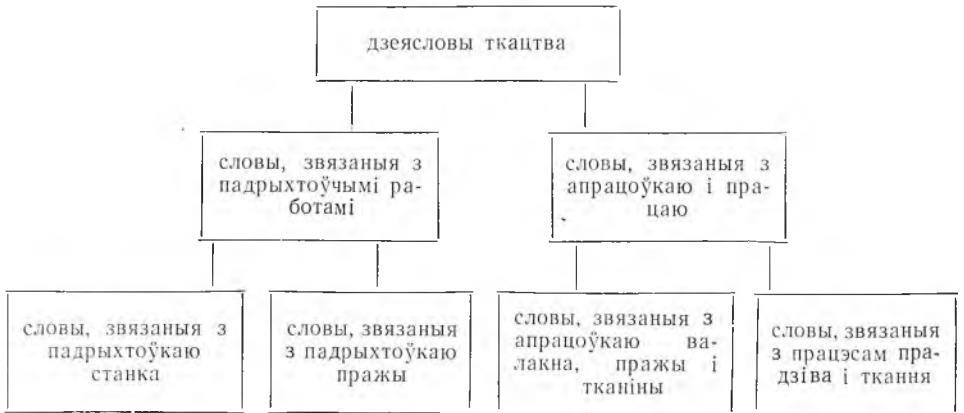 дзеясловы ткацтва
словы, звязаныя з
падрыхтоўчымі ра-
ботамі
словы, звязаныя з
апрацоўкаю і пра-
цаю
словы, звязаныя з
падрыхтоўкаю
станка
словы, звязаныя
з падрыхтоўкаю
пражы
словы, звязаныя з
апрацоўкаю ва-
лакна, пражы і
тканіны
словы, звязаныя
з працэсам пра-
дзіва і ткання